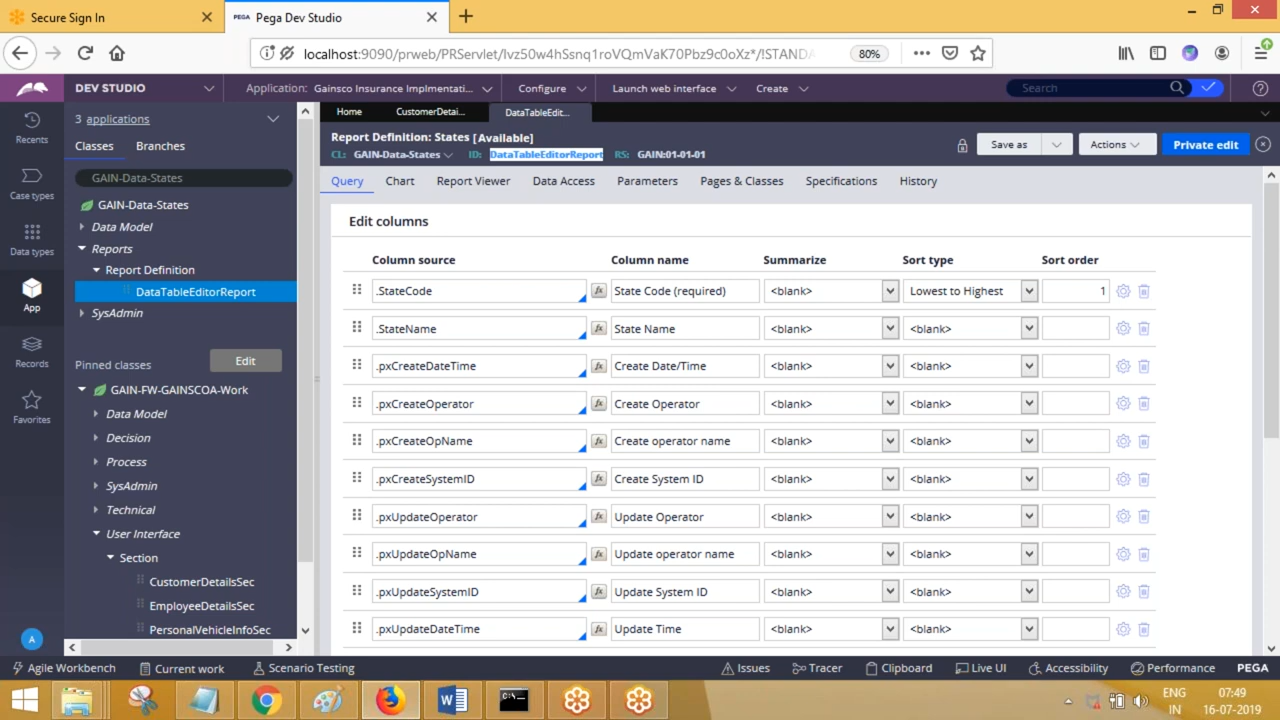 Secure Sign In
PEGA Pega Dev Studio
localhost:9090/prweb/PRServlet/Ivz50w4hSsnq1roVQmVaK70Pbz9c0oXz*/!STANDA
80%
DEV STUDIO
Application: Gainsco Insurance Implmentati...
Configure
Launch web interface
Create
Search
Recents
Case types
Data types
App
Records
Favorites
A
3 applications
Classes
Branches
GAIN-Data-States
GAIN-Data-States
Data Model
Reports
Report Definition
DataTableEditorReport
SysAdmin
Pinned classes
Edit
GAIN-FW-GAINSCOA-Work
Data Model
Decision
Process
SysAdmin
Technical
User Interface
Section
CustomerDetailsSec
EmployeeDetailsSec
PersonalVehicleInfoSec
Home
CustomerDetai...
DataTableEdit...
Report Definition: States [Available]
CL: GAIN-Data-States ID: DataTableEditorReport RS: GAIN:01-01-01
Save as
Actions
Private edit
Query
Chart
Report Viewer
Data Access
Parameters
Pages & Classes
Specifications
History
Edit columns
Column source Column name Summarize Sort type Sort order
.StateCode State Code (required) <blank> Lowest to Highest 1
.StateName State Name <blank> <blank>
.pxCreateDateTime Create Date/Time <blank> <blank>
.pxCreateOperator Create Operator <blank> <blank>
.pxCreateOpName Create operator name <blank> <blank>
.pxCreateSystemID Create System ID <blank> <blank>
.pxUpdateOperator Update Operator <blank> <blank>
.pxUpdateOpName Update operator name <blank> <blank>
.pxUpdateSystemID Update System ID <blank> <blank>
.pxUpdateDateTime Update Time <blank> <blank>
Agile Workbench
Current work
Scenario Testing
Issues
Tracer
Clipboard
Live UI
Accessibility
Performance
PEGA
ENG
IN
07:49
16-07-2019